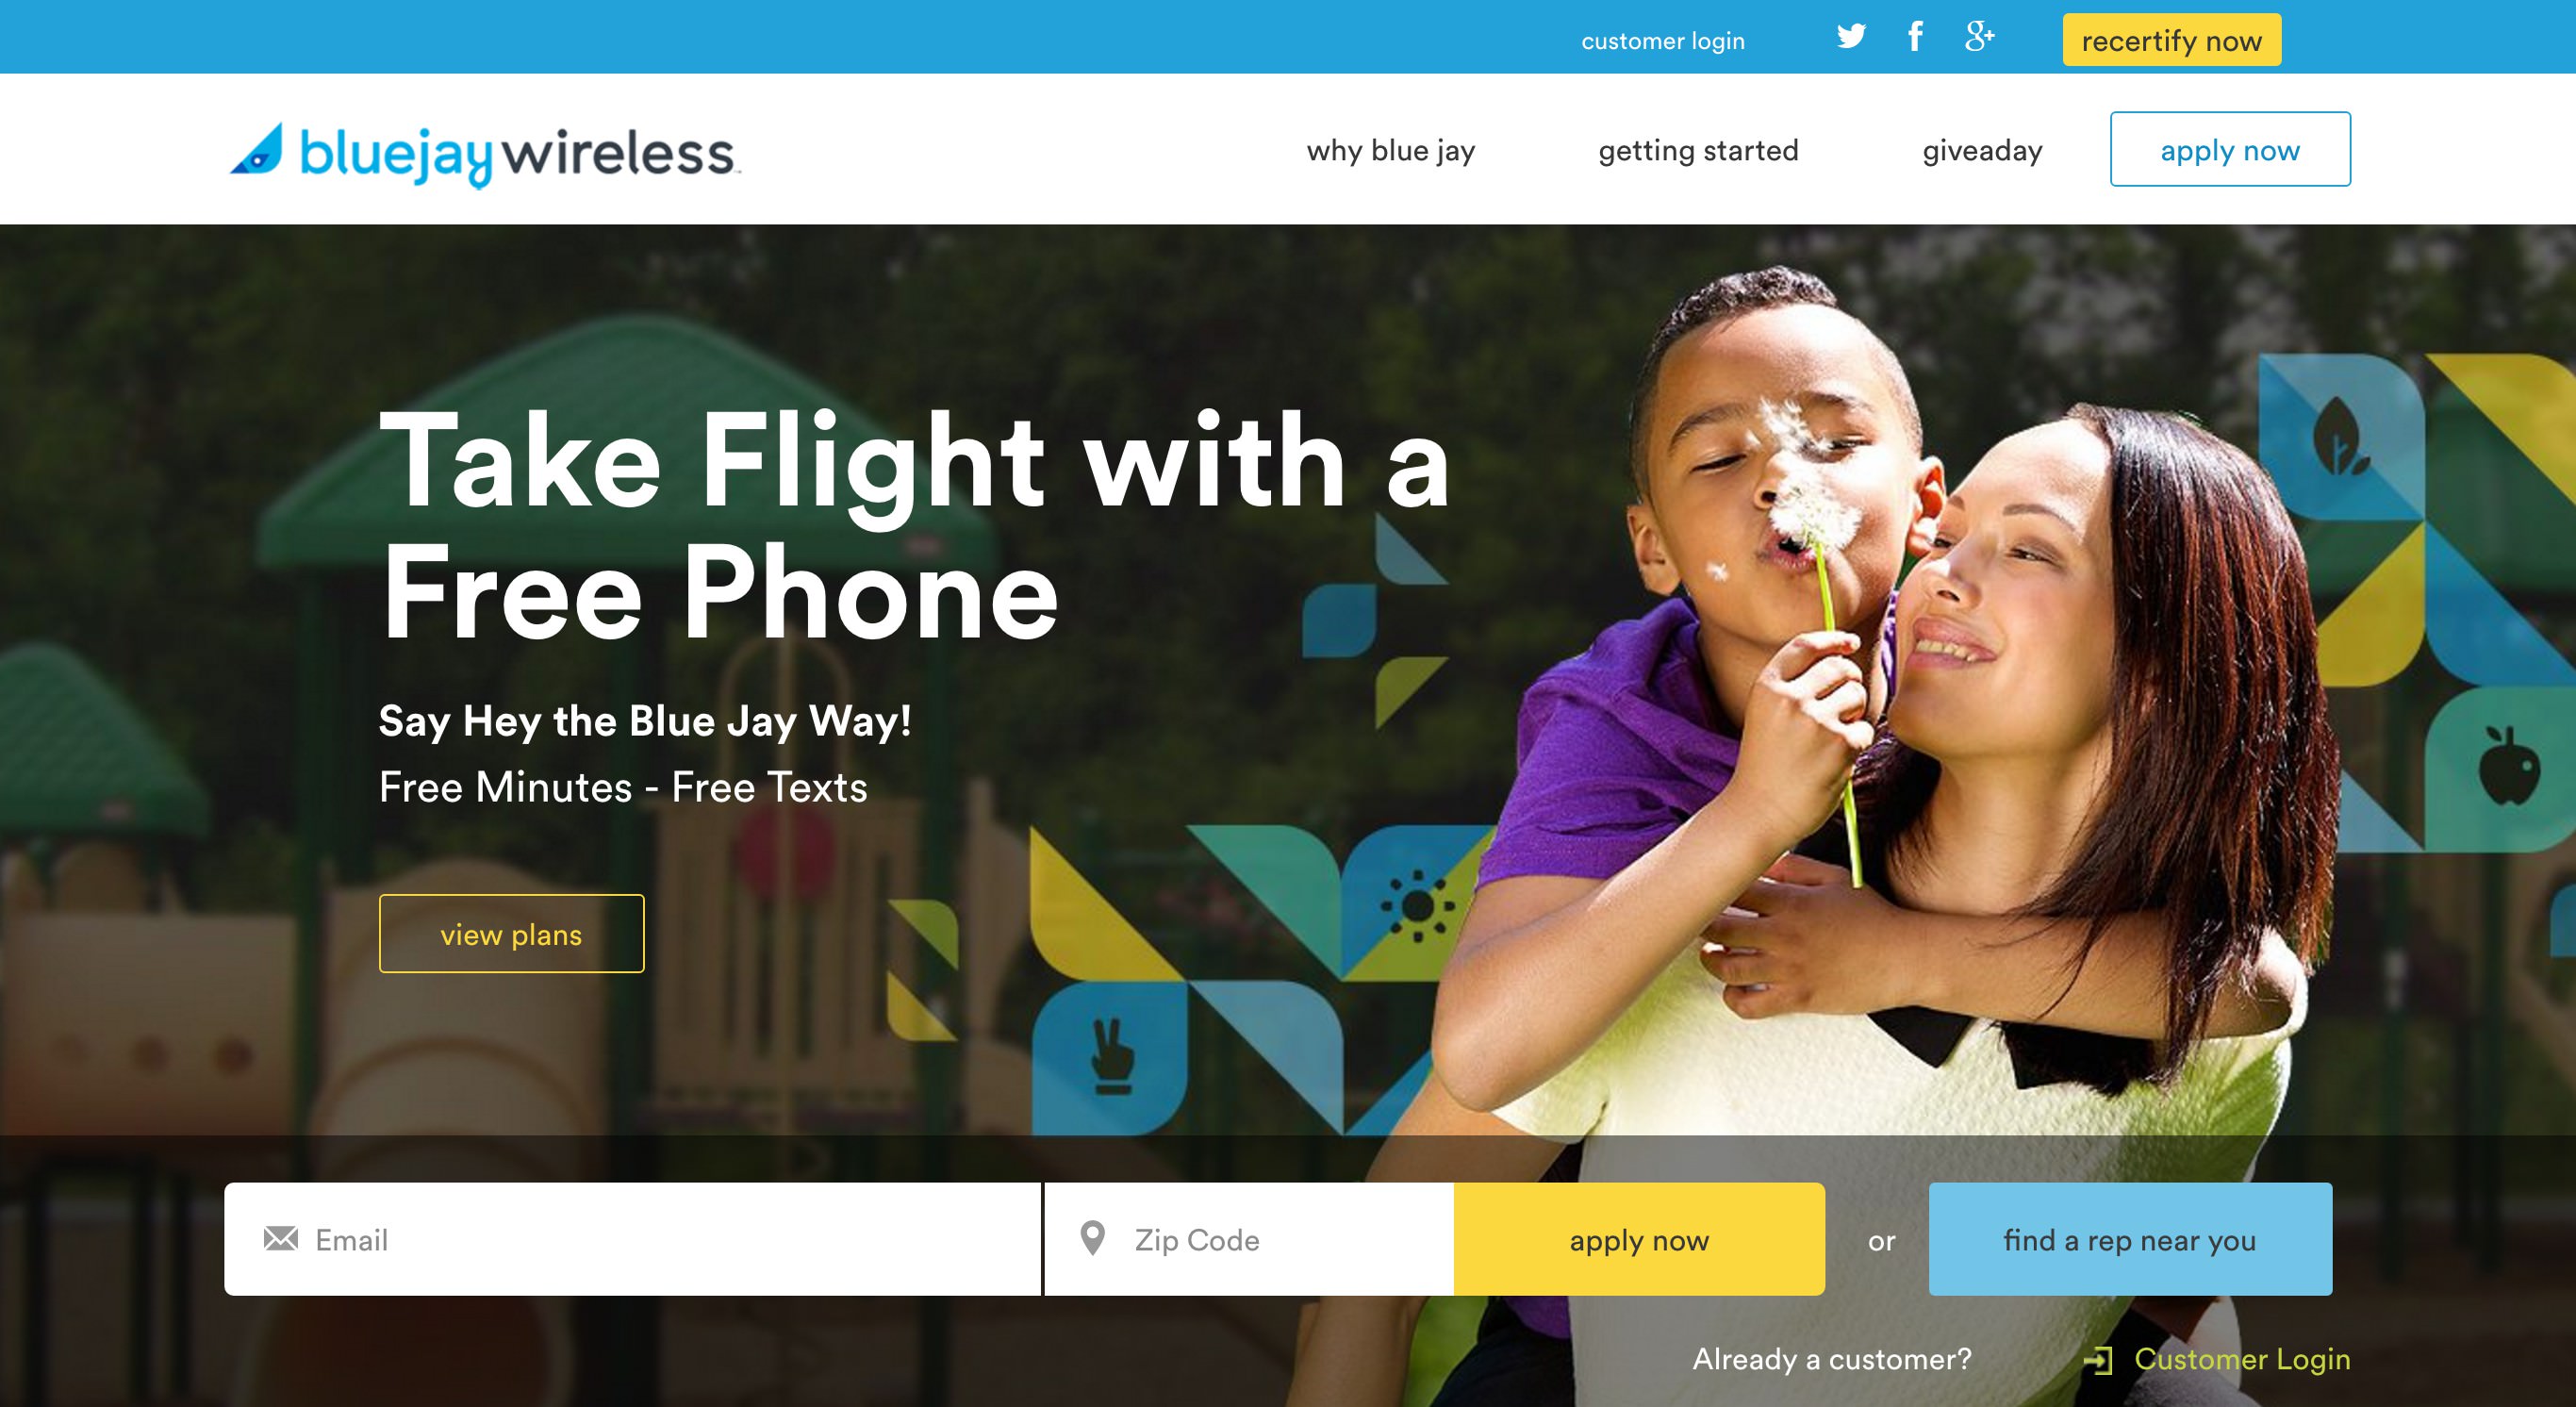 customer login
recertify now
bluejay wireless
why blue jay
getting started
giveaday
apply now
Take Flight with a
Free Phone
Say Hey the Blue Jay Way!
Free Minutes - Free Texts
view plans
Email
Zip Code
apply now
or
find a rep near you
Already a customer?
Customer Login